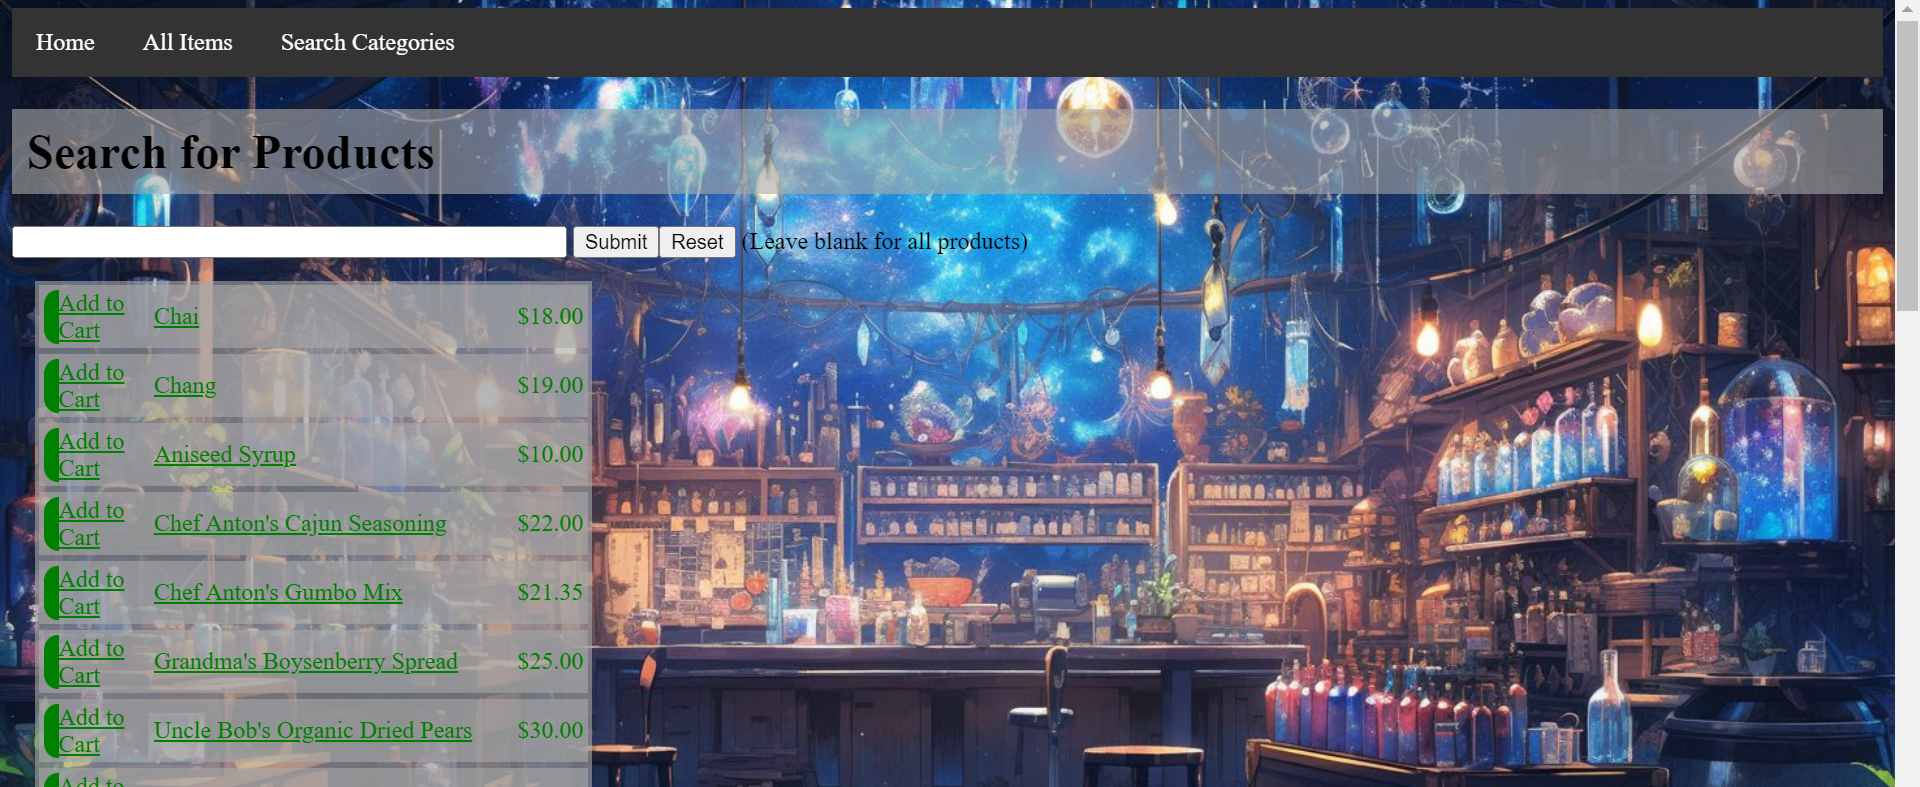 Home All Items Search Categories
Search for Products
Submit Reset (Leave blank for all products)
Add to Cart Chai $18.00
Add to Cart Chang $19.00
Add to Cart Aniseed Syrup $10.00
Add to Cart Chef Anton's Cajun Seasoning $22.00
Add to Cart Chef Anton's Gumbo Mix $21.35
Add to Cart Grandma's Boysenberry Spread $25.00
Add to Cart Uncle Bob's Organic Dried Pears $30.00
Add to